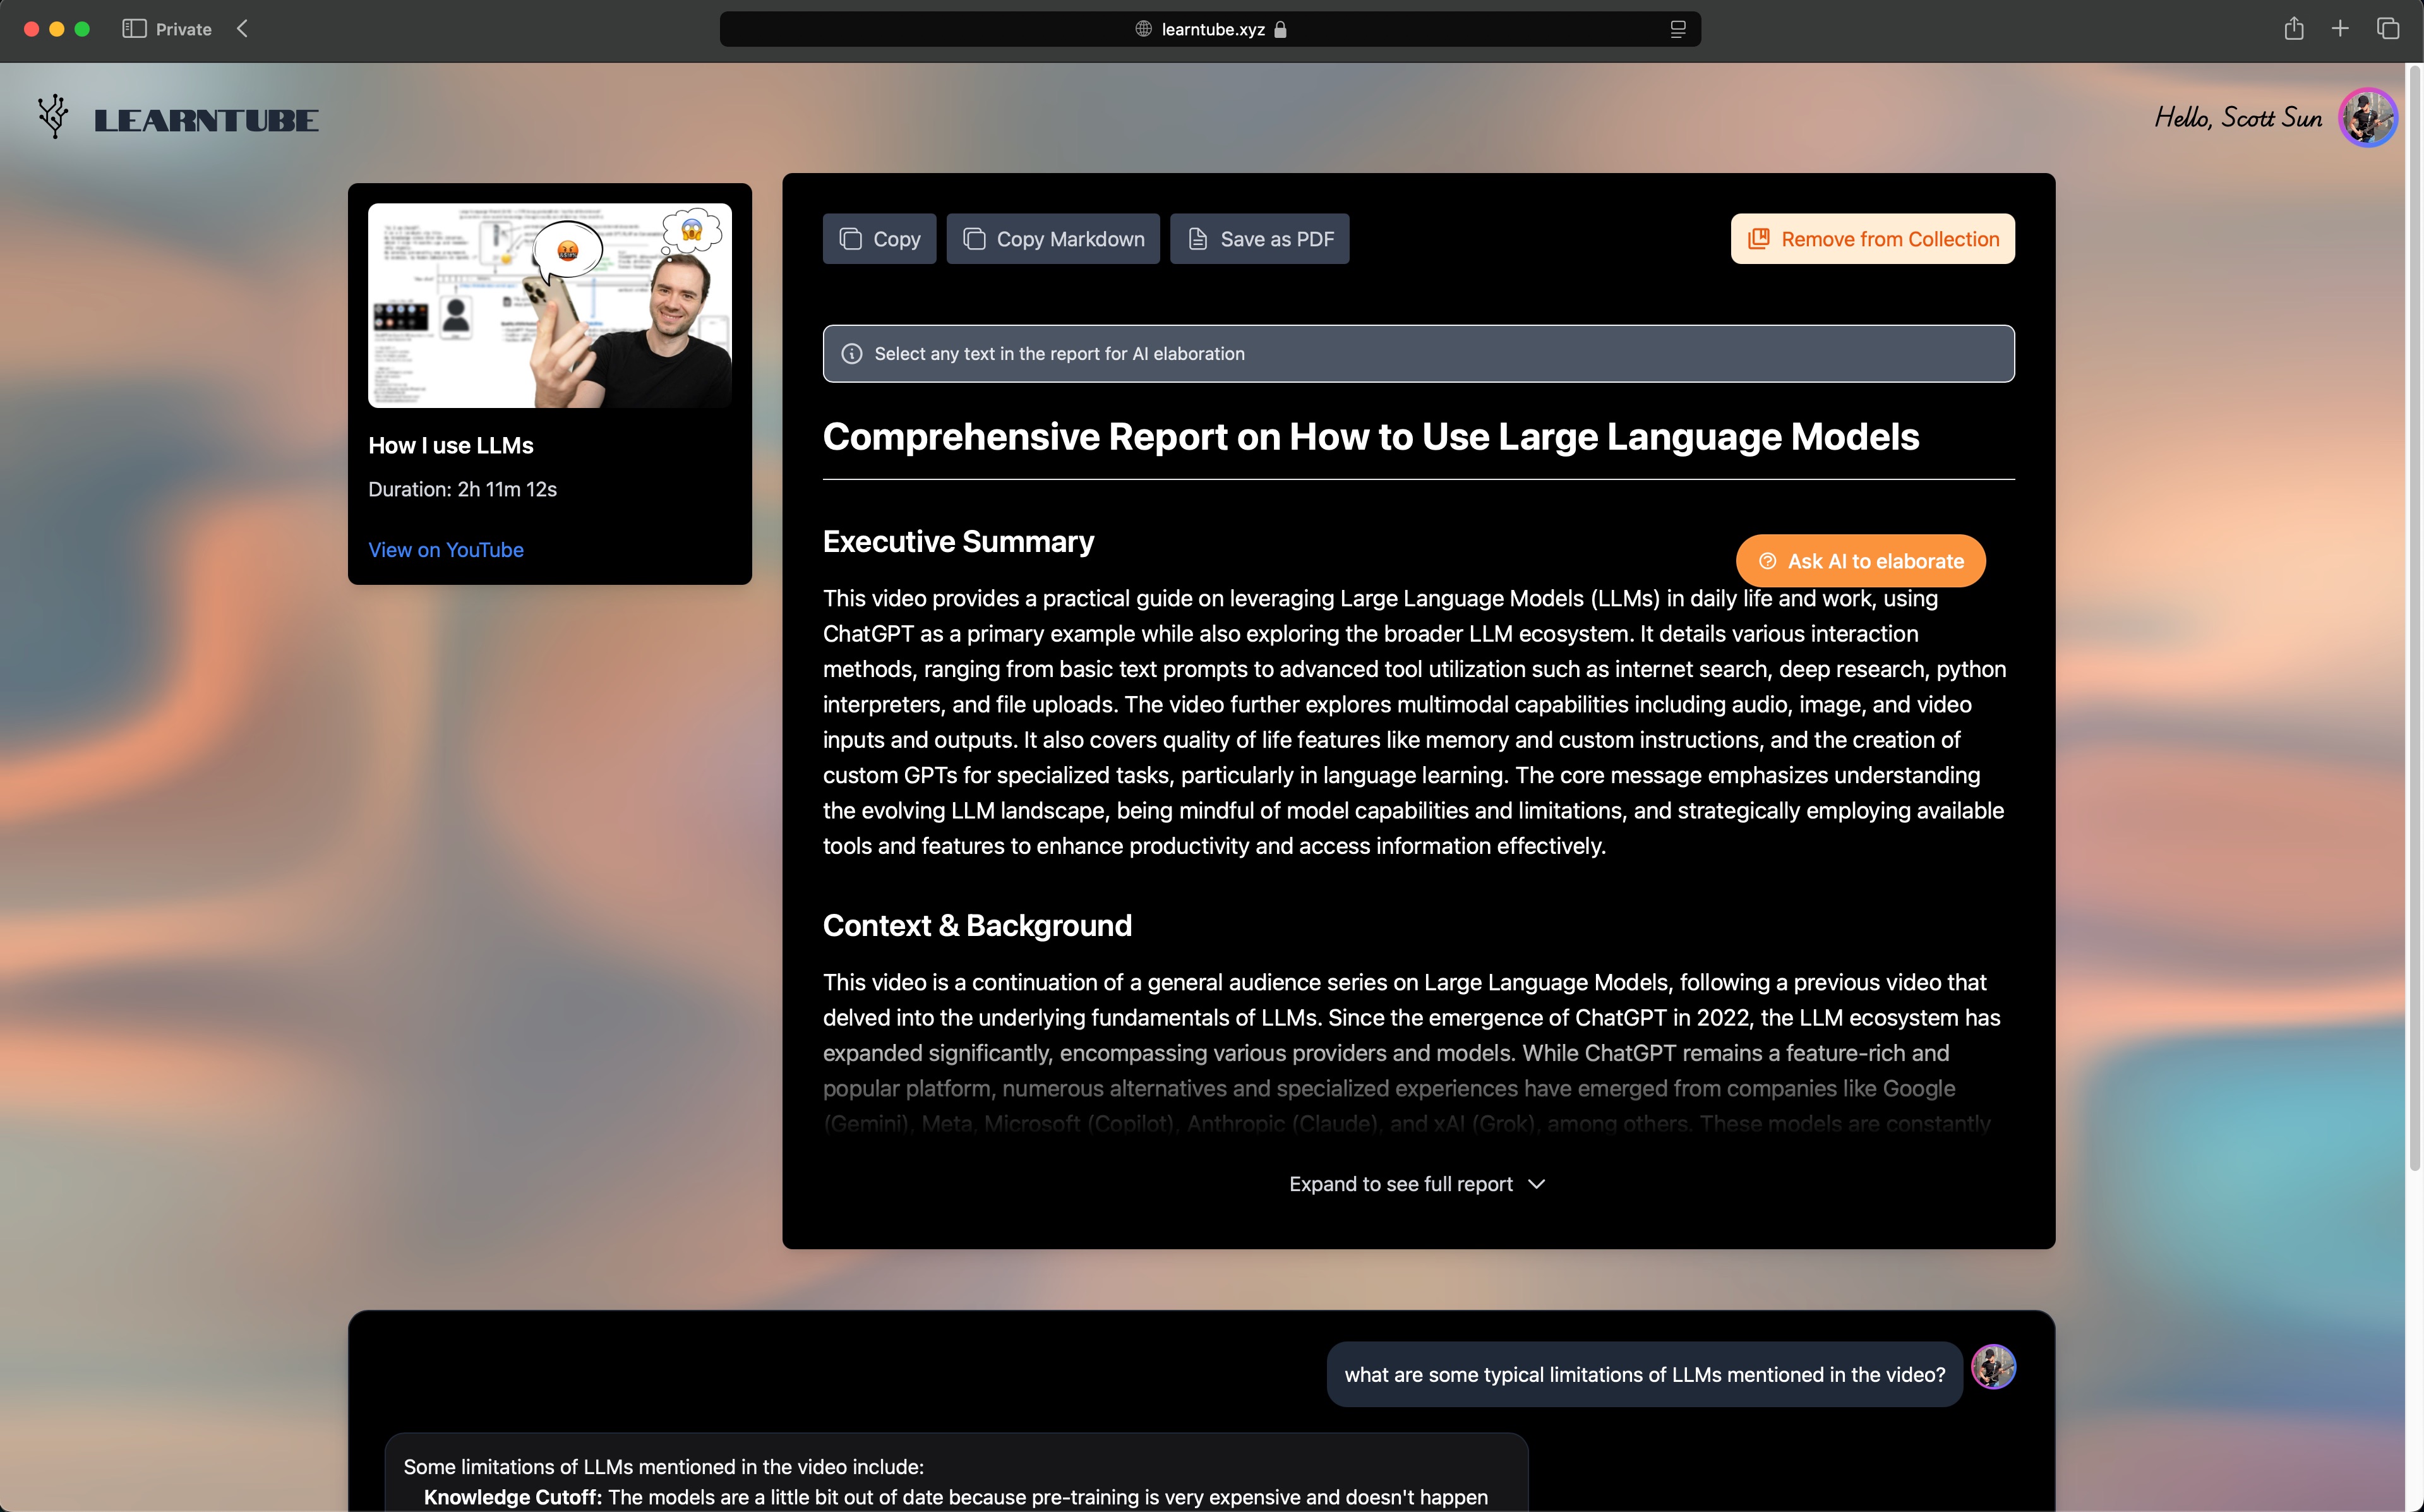 Private
learntube.xyz
LEARNTUBE
Hello, Scott Sun
How I use LLMs
Duration: 2h 11m 12s
View on YouTube
Copy
Copy Markdown
Save as PDF
Remove from Collection
Select any text in the report for AI elaboration
Comprehensive Report on How to Use Large Language Models
Executive Summary
Ask AI to elaborate
This video provides a practical guide on leveraging Large Language Models (LLMs) in daily life and work, using
ChatGPT as a primary example while also exploring the broader LLM ecosystem. It details various interaction
methods, ranging from basic text prompts to advanced tool utilization such as internet search, deep research, python
interpreters, and file uploads. The video further explores multimodal capabilities including audio, image, and video
inputs and outputs. It also covers quality of life features like memory and custom instructions, and the creation of
custom GPTs for specialized tasks, particularly in language learning. The core message emphasizes understanding
the evolving LLM landscape, being mindful of model capabilities and limitations, and strategically employing available
tools and features to enhance productivity and access information effectively.
Context & Background
This video is a continuation of a general audience series on Large Language Models, following a previous video that
delved into the underlying fundamentals of LLMs. Since the emergence of ChatGPT in 2022, the LLM ecosystem has
expanded significantly, encompassing various providers and models. While ChatGPT remains a feature-rich and
popular platform, numerous alternatives and specialized experiences have emerged from companies like Google
(Gemini), Meta, Microsoft (Copilot), Anthropic (Claude), and xAI (Grok), among others. These models are constantly
Expand to see full report
what are some typical limitations of LLMs mentioned in the video?
Some limitations of LLMs mentioned in the video include:
Knowledge Cutoff: The models are a little bit out of date because pre-training is very expensive and doesn't happen